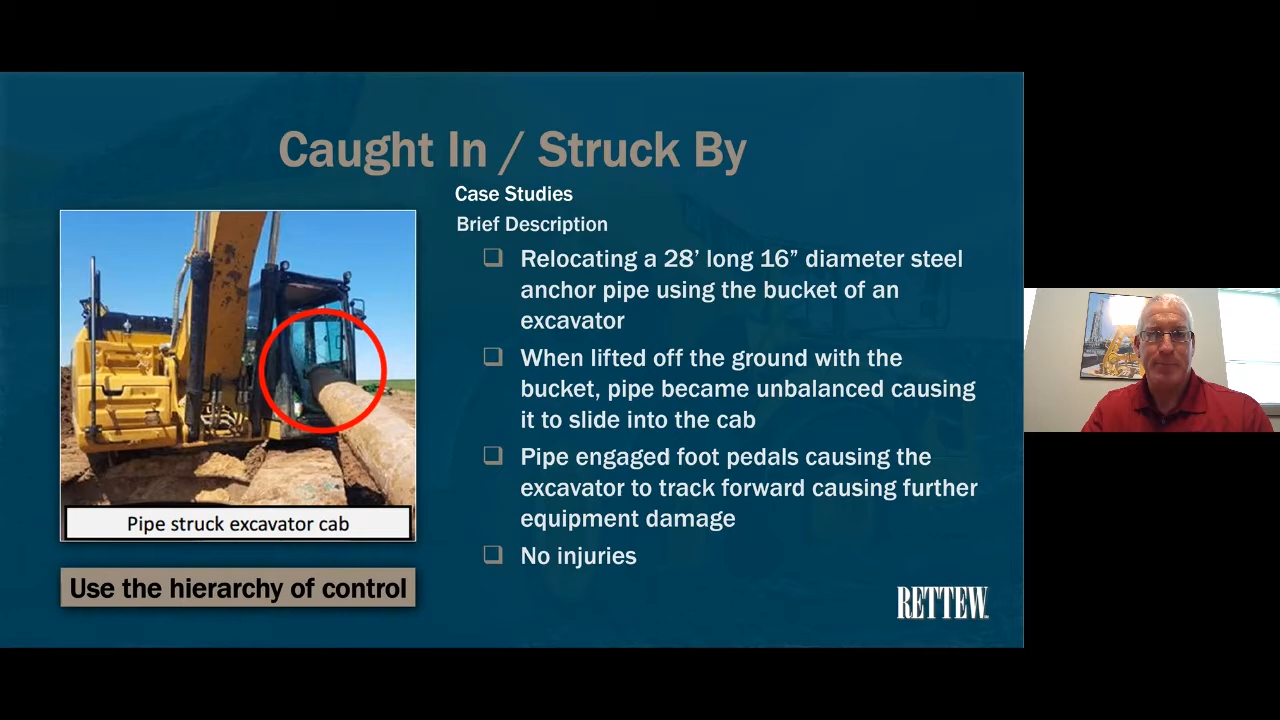 Caught In / Struck By
Case Studies
Brief Description
Relocating a 28’ long 16” diameter steel
anchor pipe using the bucket of an
excavator
When lifted off the ground with the
bucket, pipe became unbalanced causing
it to slide into the cab
Pipe engaged foot pedals causing the
excavator to track forward causing further
equipment damage
No injuries
Pipe struck excavator cab
Use the hierarchy of control
RETTEW